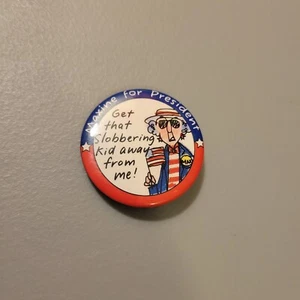 Maxine for President
Get
that
Slobbering
kid away
from
me!